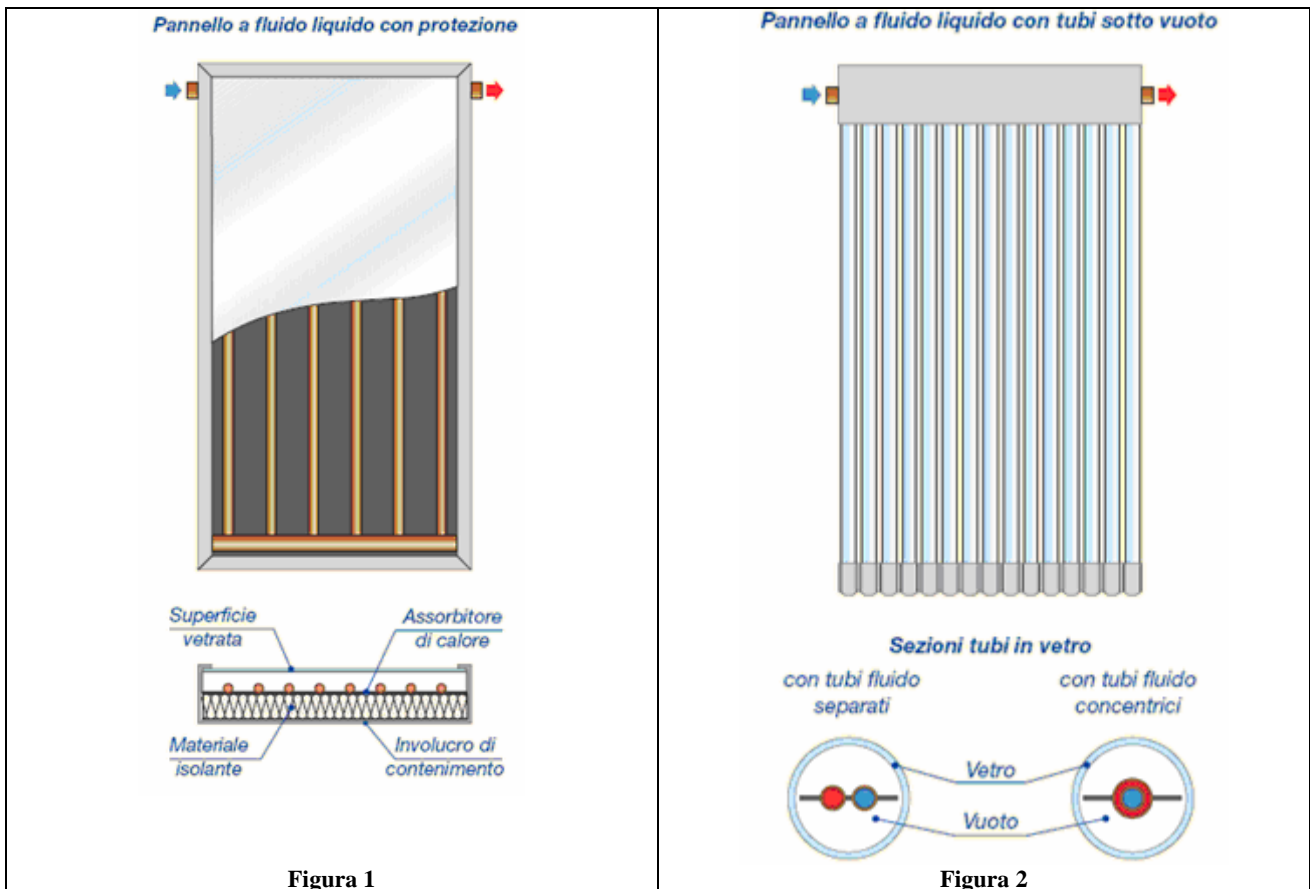 Pannello a fluido liquido con protezione
Superficie
vetrata
Assorbitore
di calore
Materiale
isolante
Involucro di
contenimento
Figura 1
Pannello a fluido liquido con tubi sotto vuoto
Sezioni tubi in vetro
con tubi fluido
separati
con tubi fluido
concentrici
Vetro
Vuoto
Figura 2